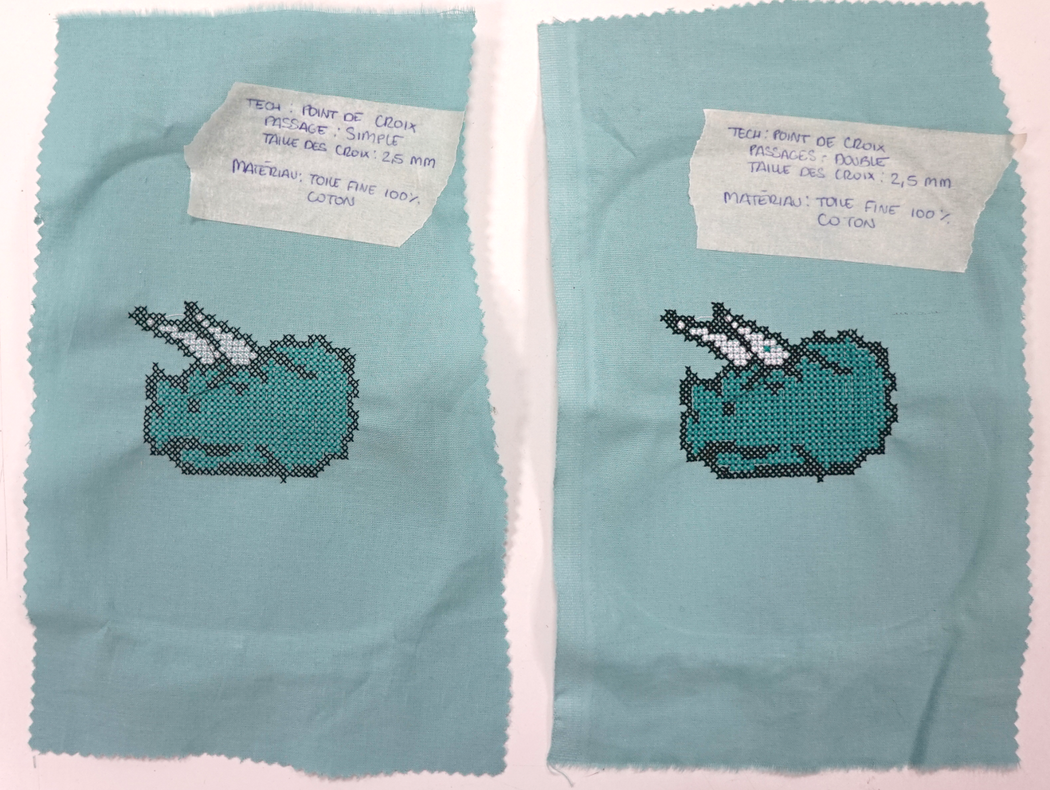 TECH : POINT DE CROIX
PASSAGE : SIMPLE
TAILLE DES CROIX : 2,5 MM
MATÉRIAU : TOILE FINE 100%
COTON
TECH : POINT DE CROIX
PASSAGES : DOUBLE
TAILLE DES CROIX : 2,5 MM
MATÉRIAU : TOILE FINE 100%
COTON